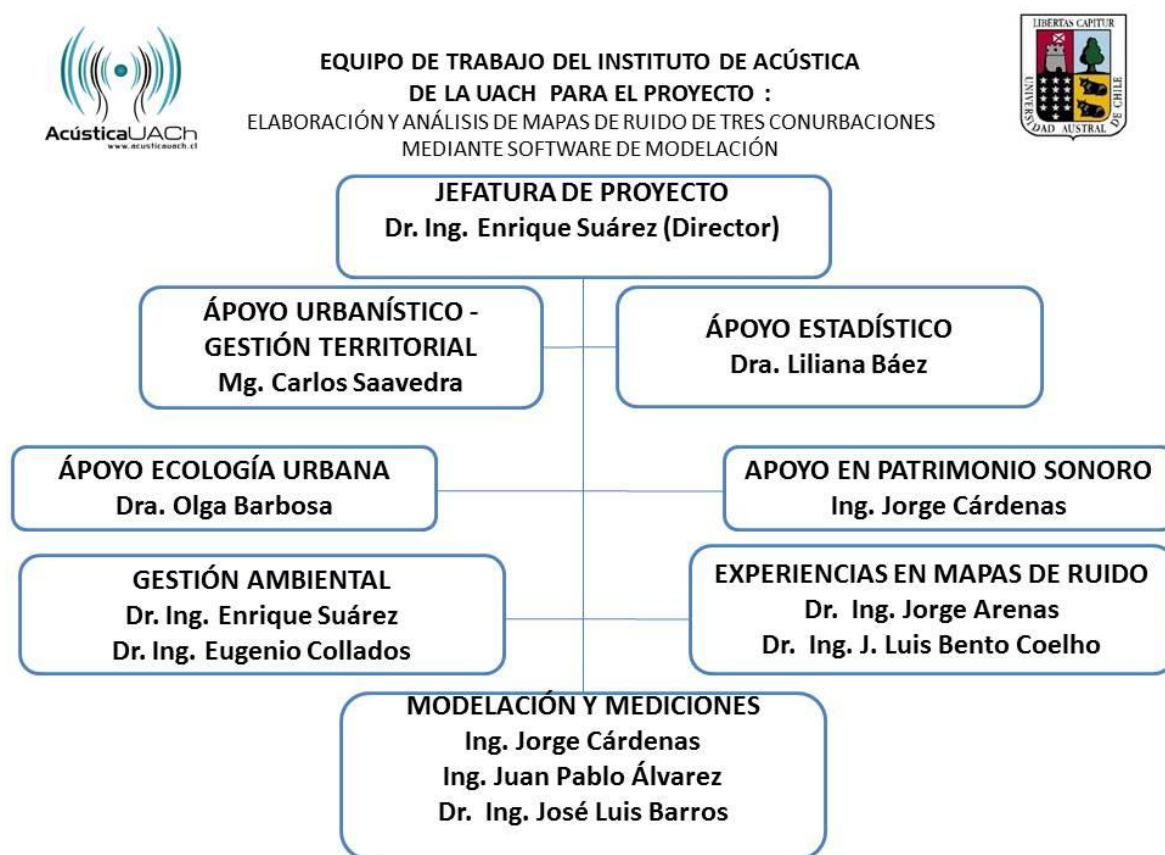 AcústicaUACh
www.acusticauach.cl
LIBERTAS CAPITUR
UNIVERSIDAD AUSTRAL DE CHILE
EQUIPO DE TRABAJO DEL INSTITUTO DE ACÚSTICA
DE LA UACH PARA EL PROYECTO :
ELABORACIÓN Y ANÁLISIS DE MAPAS DE RUIDO DE TRES CONURBACIONES
MEDIANTE SOFTWARE DE MODELACIÓN
JEFATURA DE PROYECTO
Dr. Ing. Enrique Suárez (Director)
ÁPOYO URBANÍSTICO -
GESTIÓN TERRITORIAL
Mg. Carlos Saavedra
ÁPOYO ESTADÍSTICO
Dra. Liliana Báez
ÁPOYO ECOLOGÍA URBANA
Dra. Olga Barbosa
APOYO EN PATRIMONIO SONORO
Ing. Jorge Cárdenas
GESTIÓN AMBIENTAL
Dr. Ing. Enrique Suárez
Dr. Ing. Eugenio Collados
EXPERIENCIAS EN MAPAS DE RUIDO
Dr. Ing. Jorge Arenas
Dr. Ing. J. Luis Bento Coelho
MODELACIÓN Y MEDICIONES
Ing. Jorge Cárdenas
Ing. Juan Pablo Álvarez
Dr. Ing. José Luis Barros